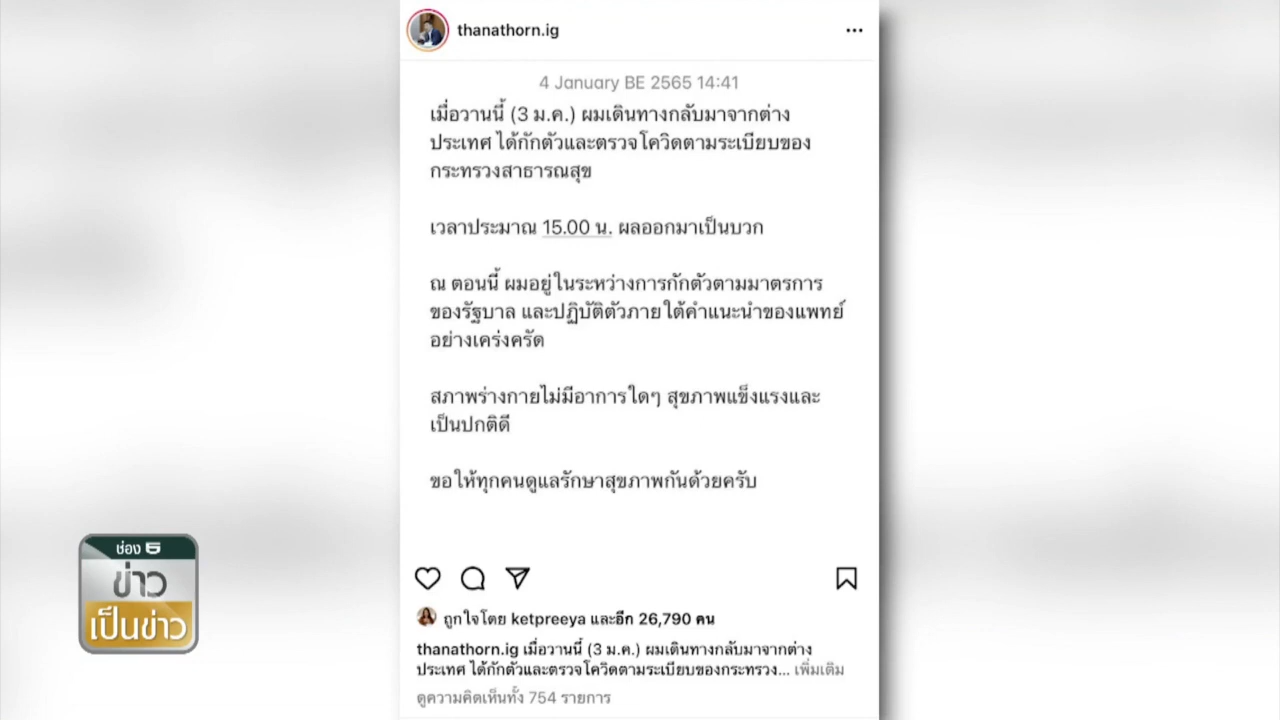 thanathorn.ig
4 January BE 2565 14:41
เมื่อวานนี้ (3 ม.ค.) ผมเดินทางกลับมาจากต่าง
ประเทศ ได้กักตัวและตรวจโควิดตามระเบียบของ
กระทรวงสาธารณสุข
เวลาประมาณ 15.00 น. ผลออกมาเป็นบวก
ณ ตอนนี้ ผมอยู่ในระหว่างการกักตัวตามมาตรการ
ของรัฐบาล และปฏิบัติตัวภายใต้คำแนะนำของแพทย์
อย่างเคร่งครัด
สภาพร่างกายไม่มีอาการใดๆ สุขภาพแข็งแรงและ
เป็นปกติดี
ขอให้ทุกคนดูแลรักษาสุขภาพกันด้วยครับ
ถูกใจโดย ketpreeya และอีก 26,790 คน
thanathorn.ig เมื่อวานนี้ (3 ม.ค.) ผมเดินทางกลับมาจากต่าง
ประเทศ ได้กักตัวและตรวจโควิดตามระเบียบของกระทรวง... เพิ่มเติม
ดูความคิดเห็นทั้ง 754 รายการ
ช่อง 5
ข่าว
เป็นข่าว